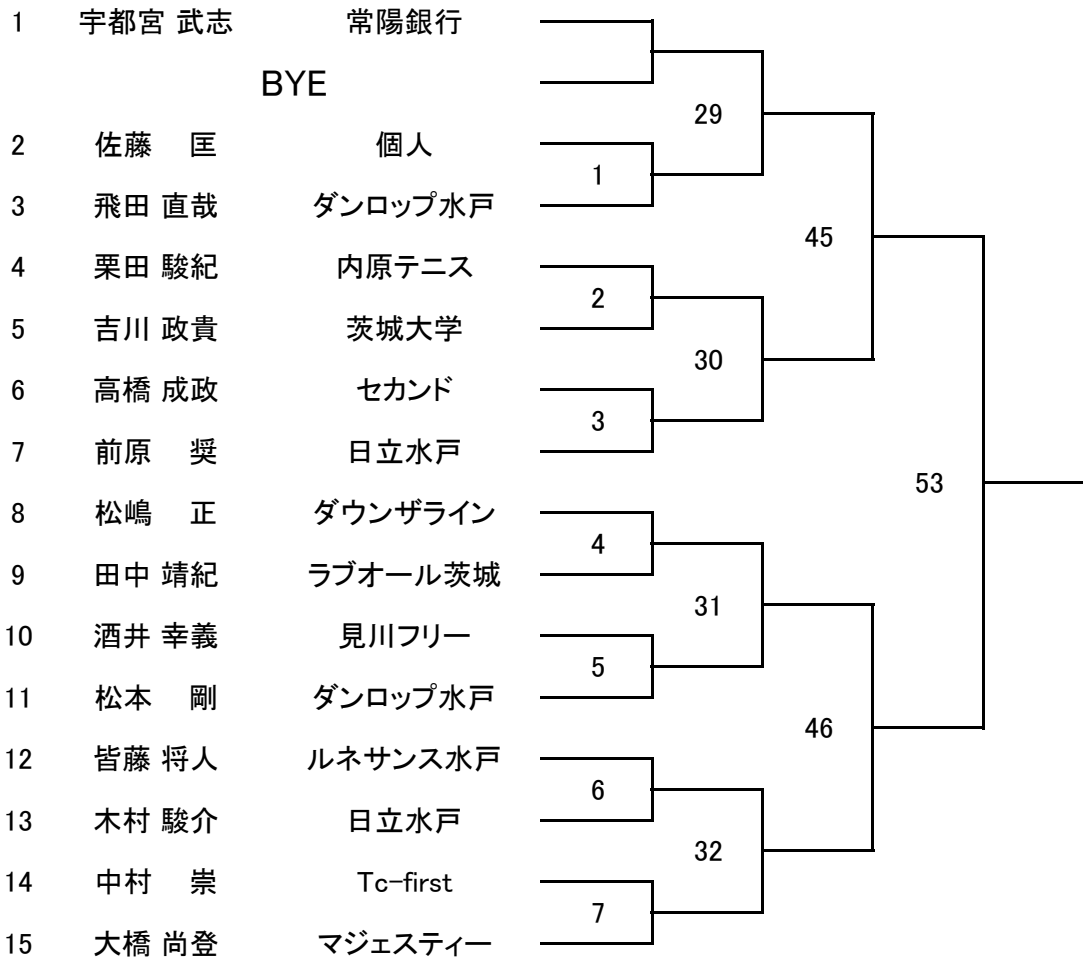 1 宇都宮 武志 常陽銀行
BYE
29
2 佐藤 匡 個人
1
3 飛田 直哉 ダンロップ水戸
45
4 栗田 駿紀 内原テニス
2
5 吉川 政貴 茨城大学
30
6 高橋 成政 セカンド
3
7 前原 奨 日立水戸
53
8 松嶋 正 ダウンザライン
4
9 田中 靖紀 ラブオール茨城
31
10 酒井 幸義 見川フリー
5
11 松本 剛 ダンロップ水戸
46
12 皆藤 将人 ルネサンス水戸
6
13 木村 駿介 日立水戸
32
14 中村 崇 Tc-first
7
15 大橋 尚登 マジェスティー